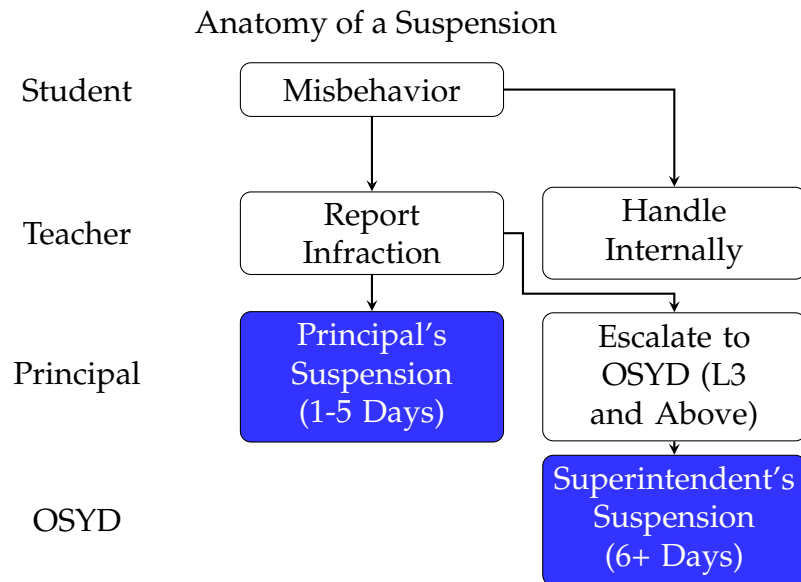 Anatomy of a Suspension
Student
Misbehavior
Teacher
Report
Infraction
Handle
Internally
Principal
Principal's
Suspension
(1-5 Days)
Escalate to
OSYD (L3
and Above)
OSYD
Superintendent's
Suspension
(6+ Days)